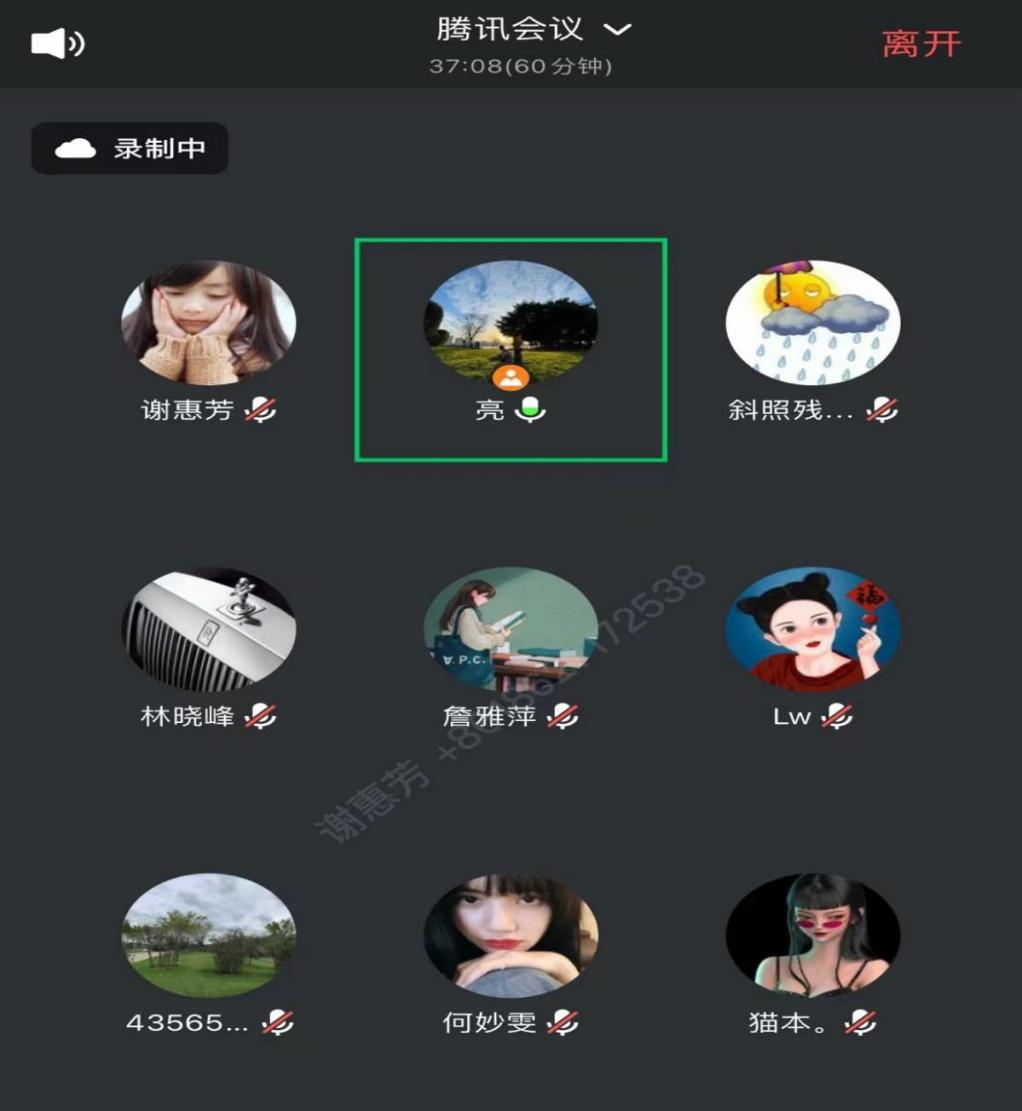 腾讯会议
37:08(60分钟)
离开
录制中
谢惠芳
亮
斜照残...
V.P.C.
福
林晓峰
詹雅萍
Lw
谢惠芳
43565...
何妙雯
猫本。